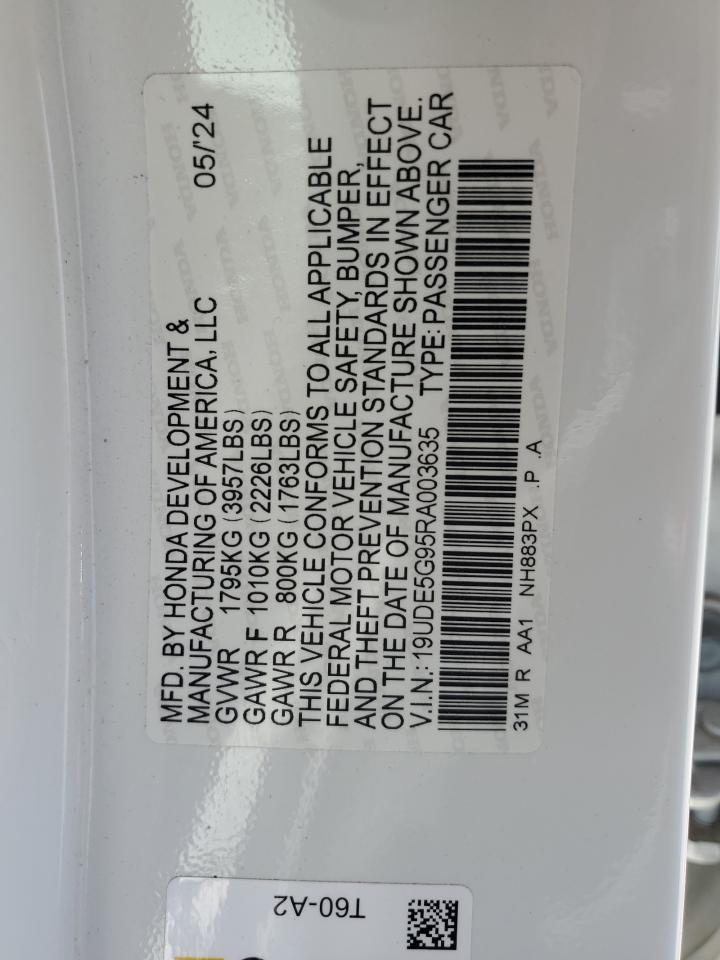 MFD. BY HONDA DEVELOPMENT &
MANUFACTURING OF AMERICA, LLC 05/'24
GVWR 1795KG (3957LBS)
GAWR F 1010KG (2226LBS)
GAWR R 800KG (1763LBS)
THIS VEHICLE CONFORMS TO ALL APPLICABLE
FEDERAL MOTOR VEHICLE SAFETY, BUMPER,
AND THEFT PREVENTION STANDARDS IN EFFECT
ON THE DATE OF MANUFACTURE SHOWN ABOVE..
V.I.N.: 19UDE5G95RA003635 TYPE: PASSENGER CAR
31M R AA1 NH883PX .P .A
T60-A2